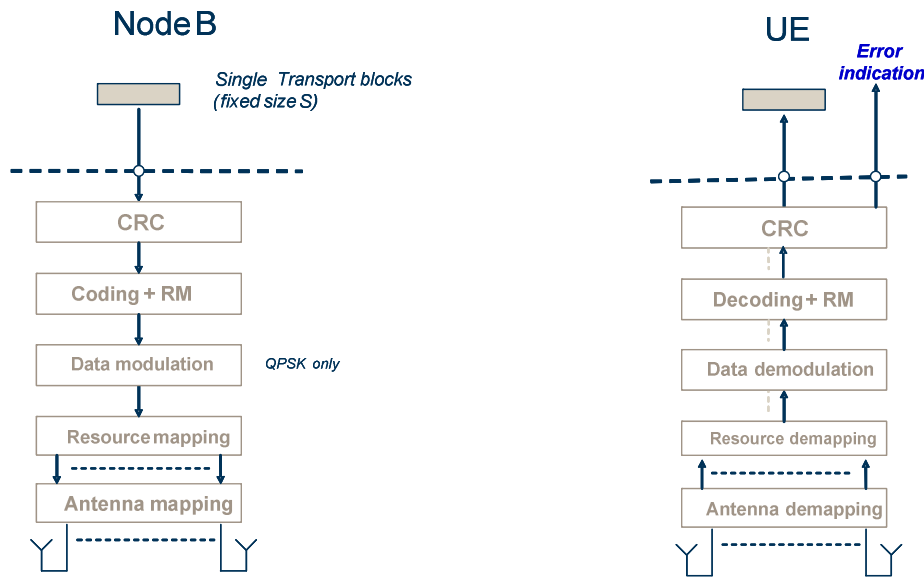 Node B
Single Transport blocks
(fixed size S)
CRC
Coding + RM
Data modulation
QPSK only
Resource mapping
Antenna mapping
UE
Error
indication
CRC
Decoding + RM
Data demodulation
Resource demapping
Antenna demapping